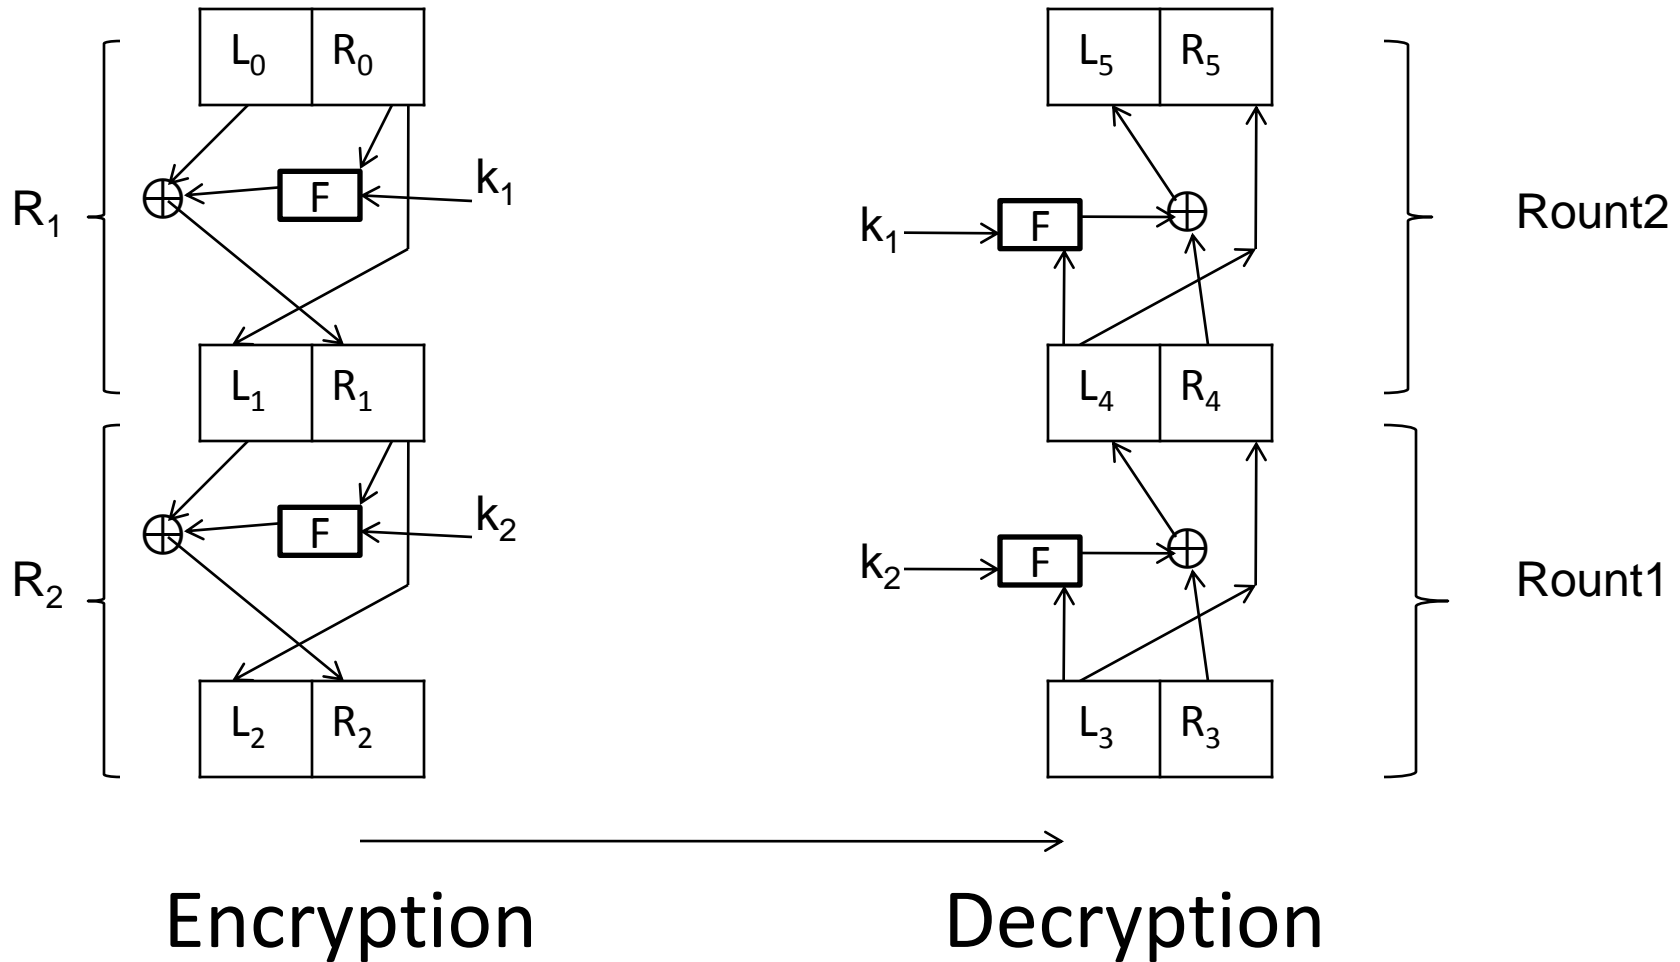 L₀ R₀
F
k₁
R₁
L₁ R₁
F
k₂
R₂
L₂ R₂
Encryption
L₅ R₅
k₁
F
Rount2
L₄ R₄
k₂
F
Rount1
L₃ R₃
Decryption